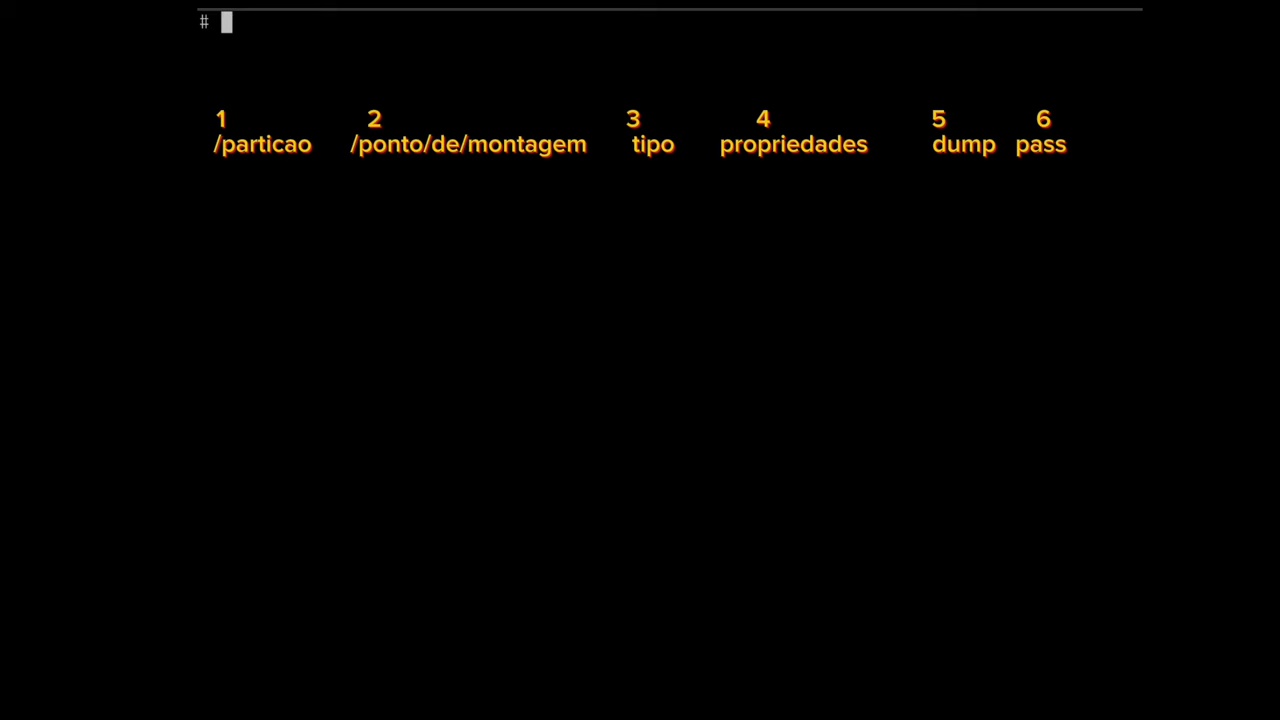 #
1 2 3 4 5 6
/particao /ponto/de/montagem tipo propriedades dump pass